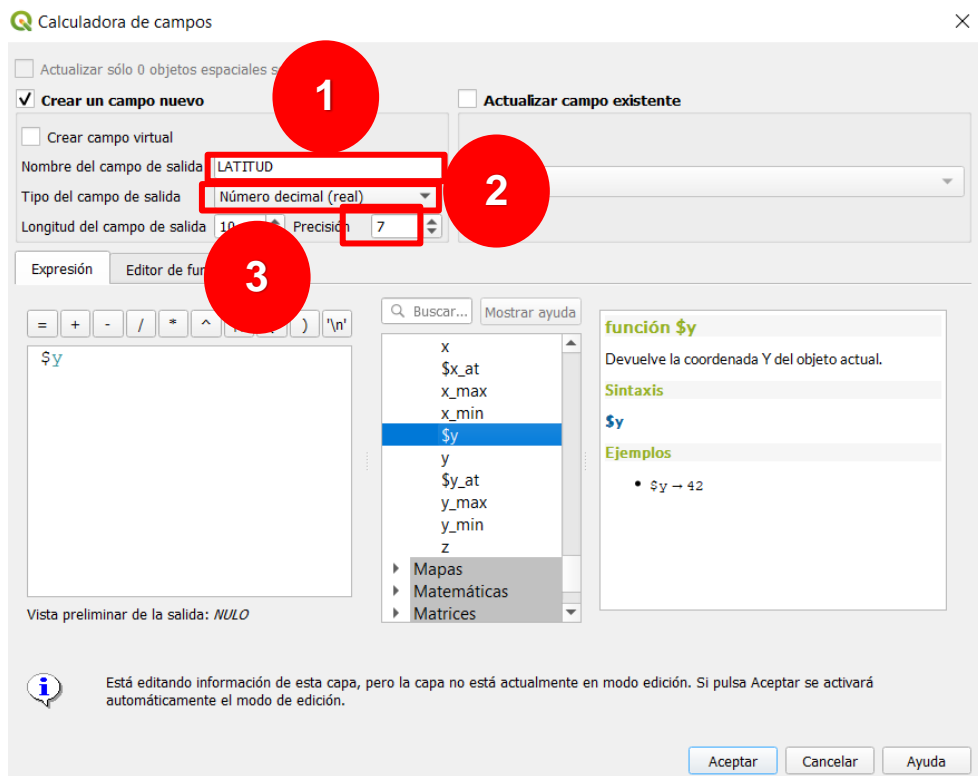 Calculadora de campos
Actualizar sólo 0 objetos espaciales
Crear un campo nuevo
1
Actualizar campo existente
Crear campo virtual
Nombre del campo de salida LATITUD
2
Tipo del campo de salida Número decimal (real)
Longitud del campo de salida 10 Precisión 7
3
Expresión Editor de
= + - / * ^ ) '\n'
Buscar... Mostrar ayuda
$y
x
$x_at
x_max
x_min
$y
y
$y_at
y_max
y_min
z
Mapas
Matemáticas
Matrices
función $y
Devuelve la coordenada Y del objeto actual.
Sintaxis
$y
Ejemplos
• $y → 42
Vista preliminar de la salida: NULO
Está editando información de esta capa, pero la capa no está actualmente en modo edición. Si pulsa Aceptar se activará
automáticamente el modo de edición.
Aceptar Cancelar Ayuda